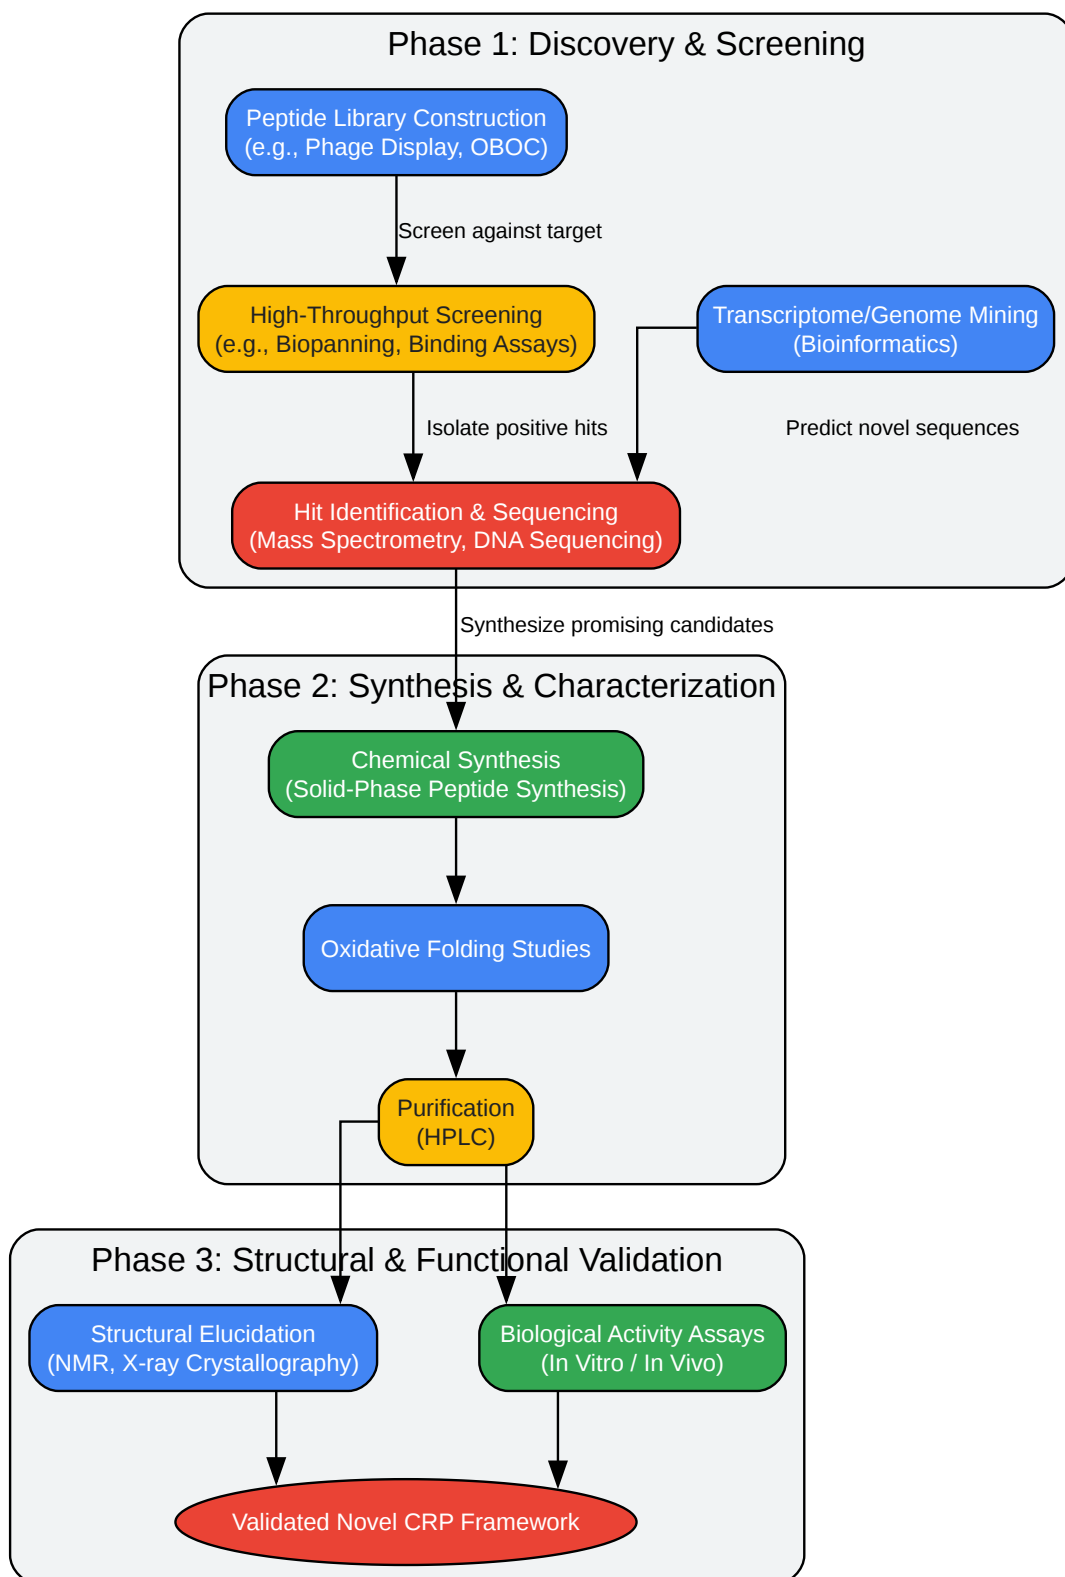 Phase 1: Discovery & Screening
Peptide Library Construction
(e.g., Phage Display, OBOC)
Screen against target
High-Throughput Screening
(e.g., Biopanning, Binding Assays)
Transcriptome/Genome Mining
(Bioinformatics)
Isolate positive hits
Predict novel sequences
Hit Identification & Sequencing
(Mass Spectrometry, DNA Sequencing)
Synthesize promising candidates
Phase 2: Synthesis & Characterization
Chemical Synthesis
(Solid-Phase Peptide Synthesis)
Oxidative Folding Studies
Purification
(HPLC)
Phase 3: Structural & Functional Validation
Structural Elucidation
(NMR, X-ray Crystallography)
Biological Activity Assays
(In Vitro / In Vivo)
Validated Novel CRP Framework